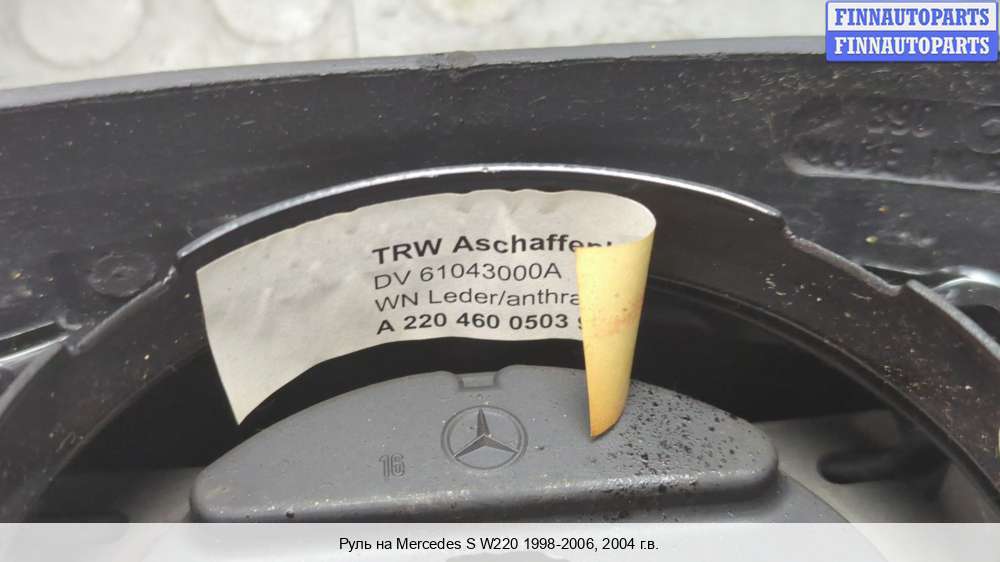 FINNAUTOPARTS
FINNAUTOPARTS
TRW Aschaffen
DV 61043000A
WN Leder/anthra
A 220 460 0503
16
Руль на Mercedes S W220 1998-2006, 2004 г.в.